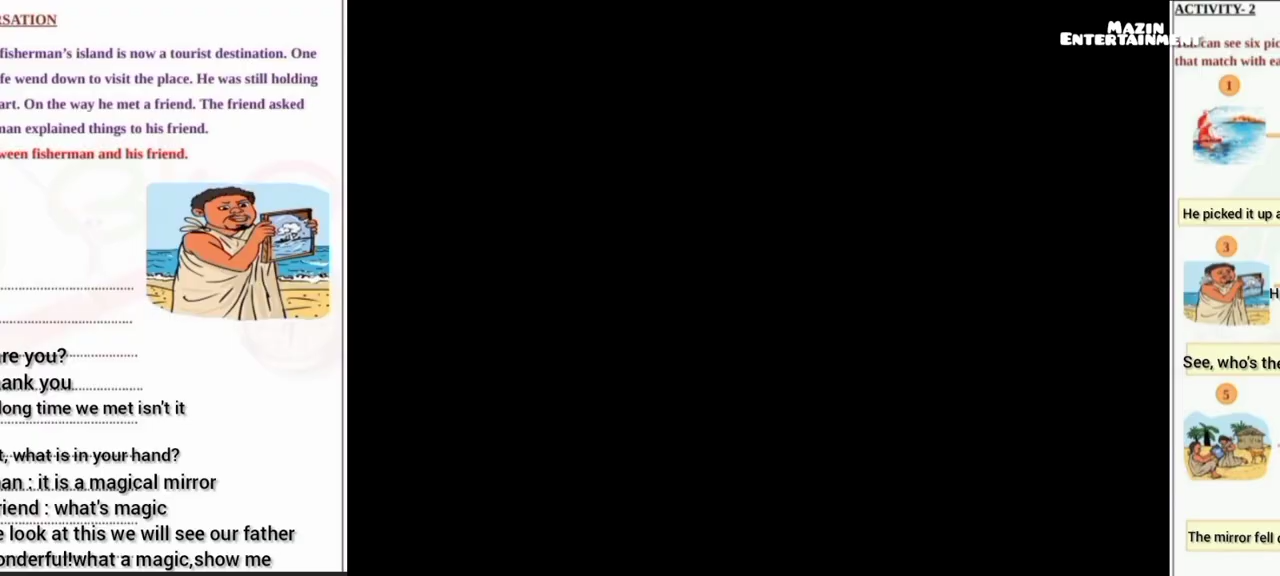 RSATION
fisherman's island is now a tourist destination. One
fe wend down to visit the place. He was still holding
art. On the way he met a friend. The friend asked
man explained things to his friend.
ween fisherman and his friend.
re you?
ank you
long time we met isn't it
t, what is in your hand?
an : it is a magical mirror
riend : what's magic
e look at this we will see our father
onderful!what a magic,show me
MAZIN
ENTERTAINME
ACTIVITY- 2
can see six pic
that match with ea
1
He picked it up a
3
H
See, who's the
5
The mirror fell